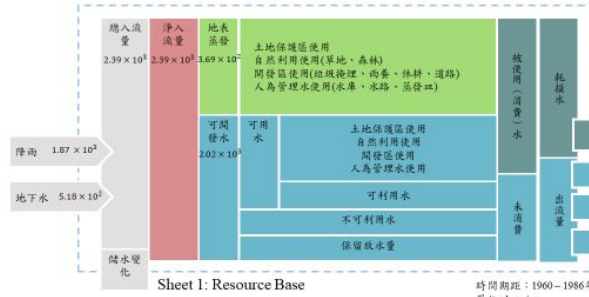 總入流量
2.39 × 10³
淨入流量
2.39 × 10³
地表蒸發
3.69 × 10²
土地保護區使用
自然利用使用(草地、森林)
開發區使用(垃圾掩埋、雨養、休耕、道路)
人為管理水使用(水庫、水路、蒸發皿)
被使用(消費)水
耗損水
降雨 1.87 × 10³
地下水 5.18 × 10²
可開發水
2.02 × 10³
可用水
土地保護區使用
自然利用使用
開發區使用
人為管理水使用
可利用水
不可利用水
保留放水量
未消費
出流量
儲水變化
Sheet 1: Resource Base
時間期距：1960－1986年